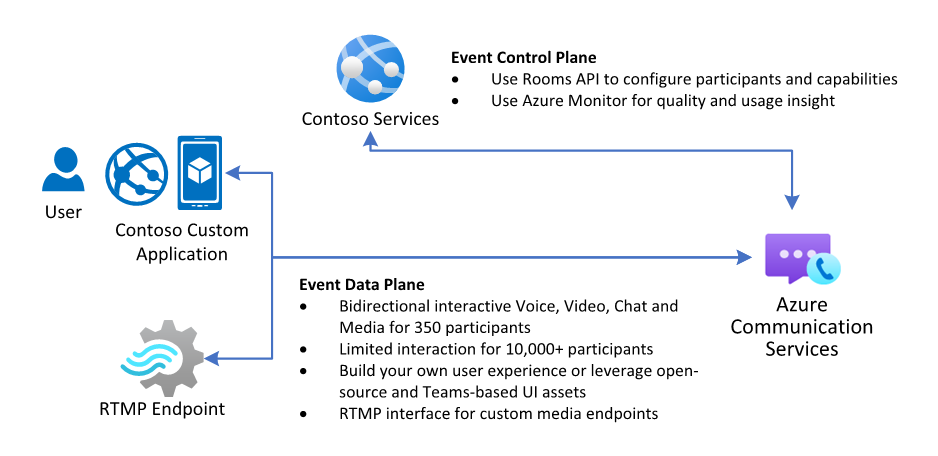 Event Control Plane
• Use Rooms API to configure participants and capabilities
• Use Azure Monitor for quality and usage insight
Contoso Services
User
Contoso Custom
Application
Event Data Plane
• Bidirectional interactive Voice, Video, Chat and
Media for 350 participants
• Limited interaction for 10,000+ participants
• Build your own user experience or leverage open-
source and Teams-based UI assets
• RTMP interface for custom media endpoints
Azure
Communication
Services
RTMP Endpoint